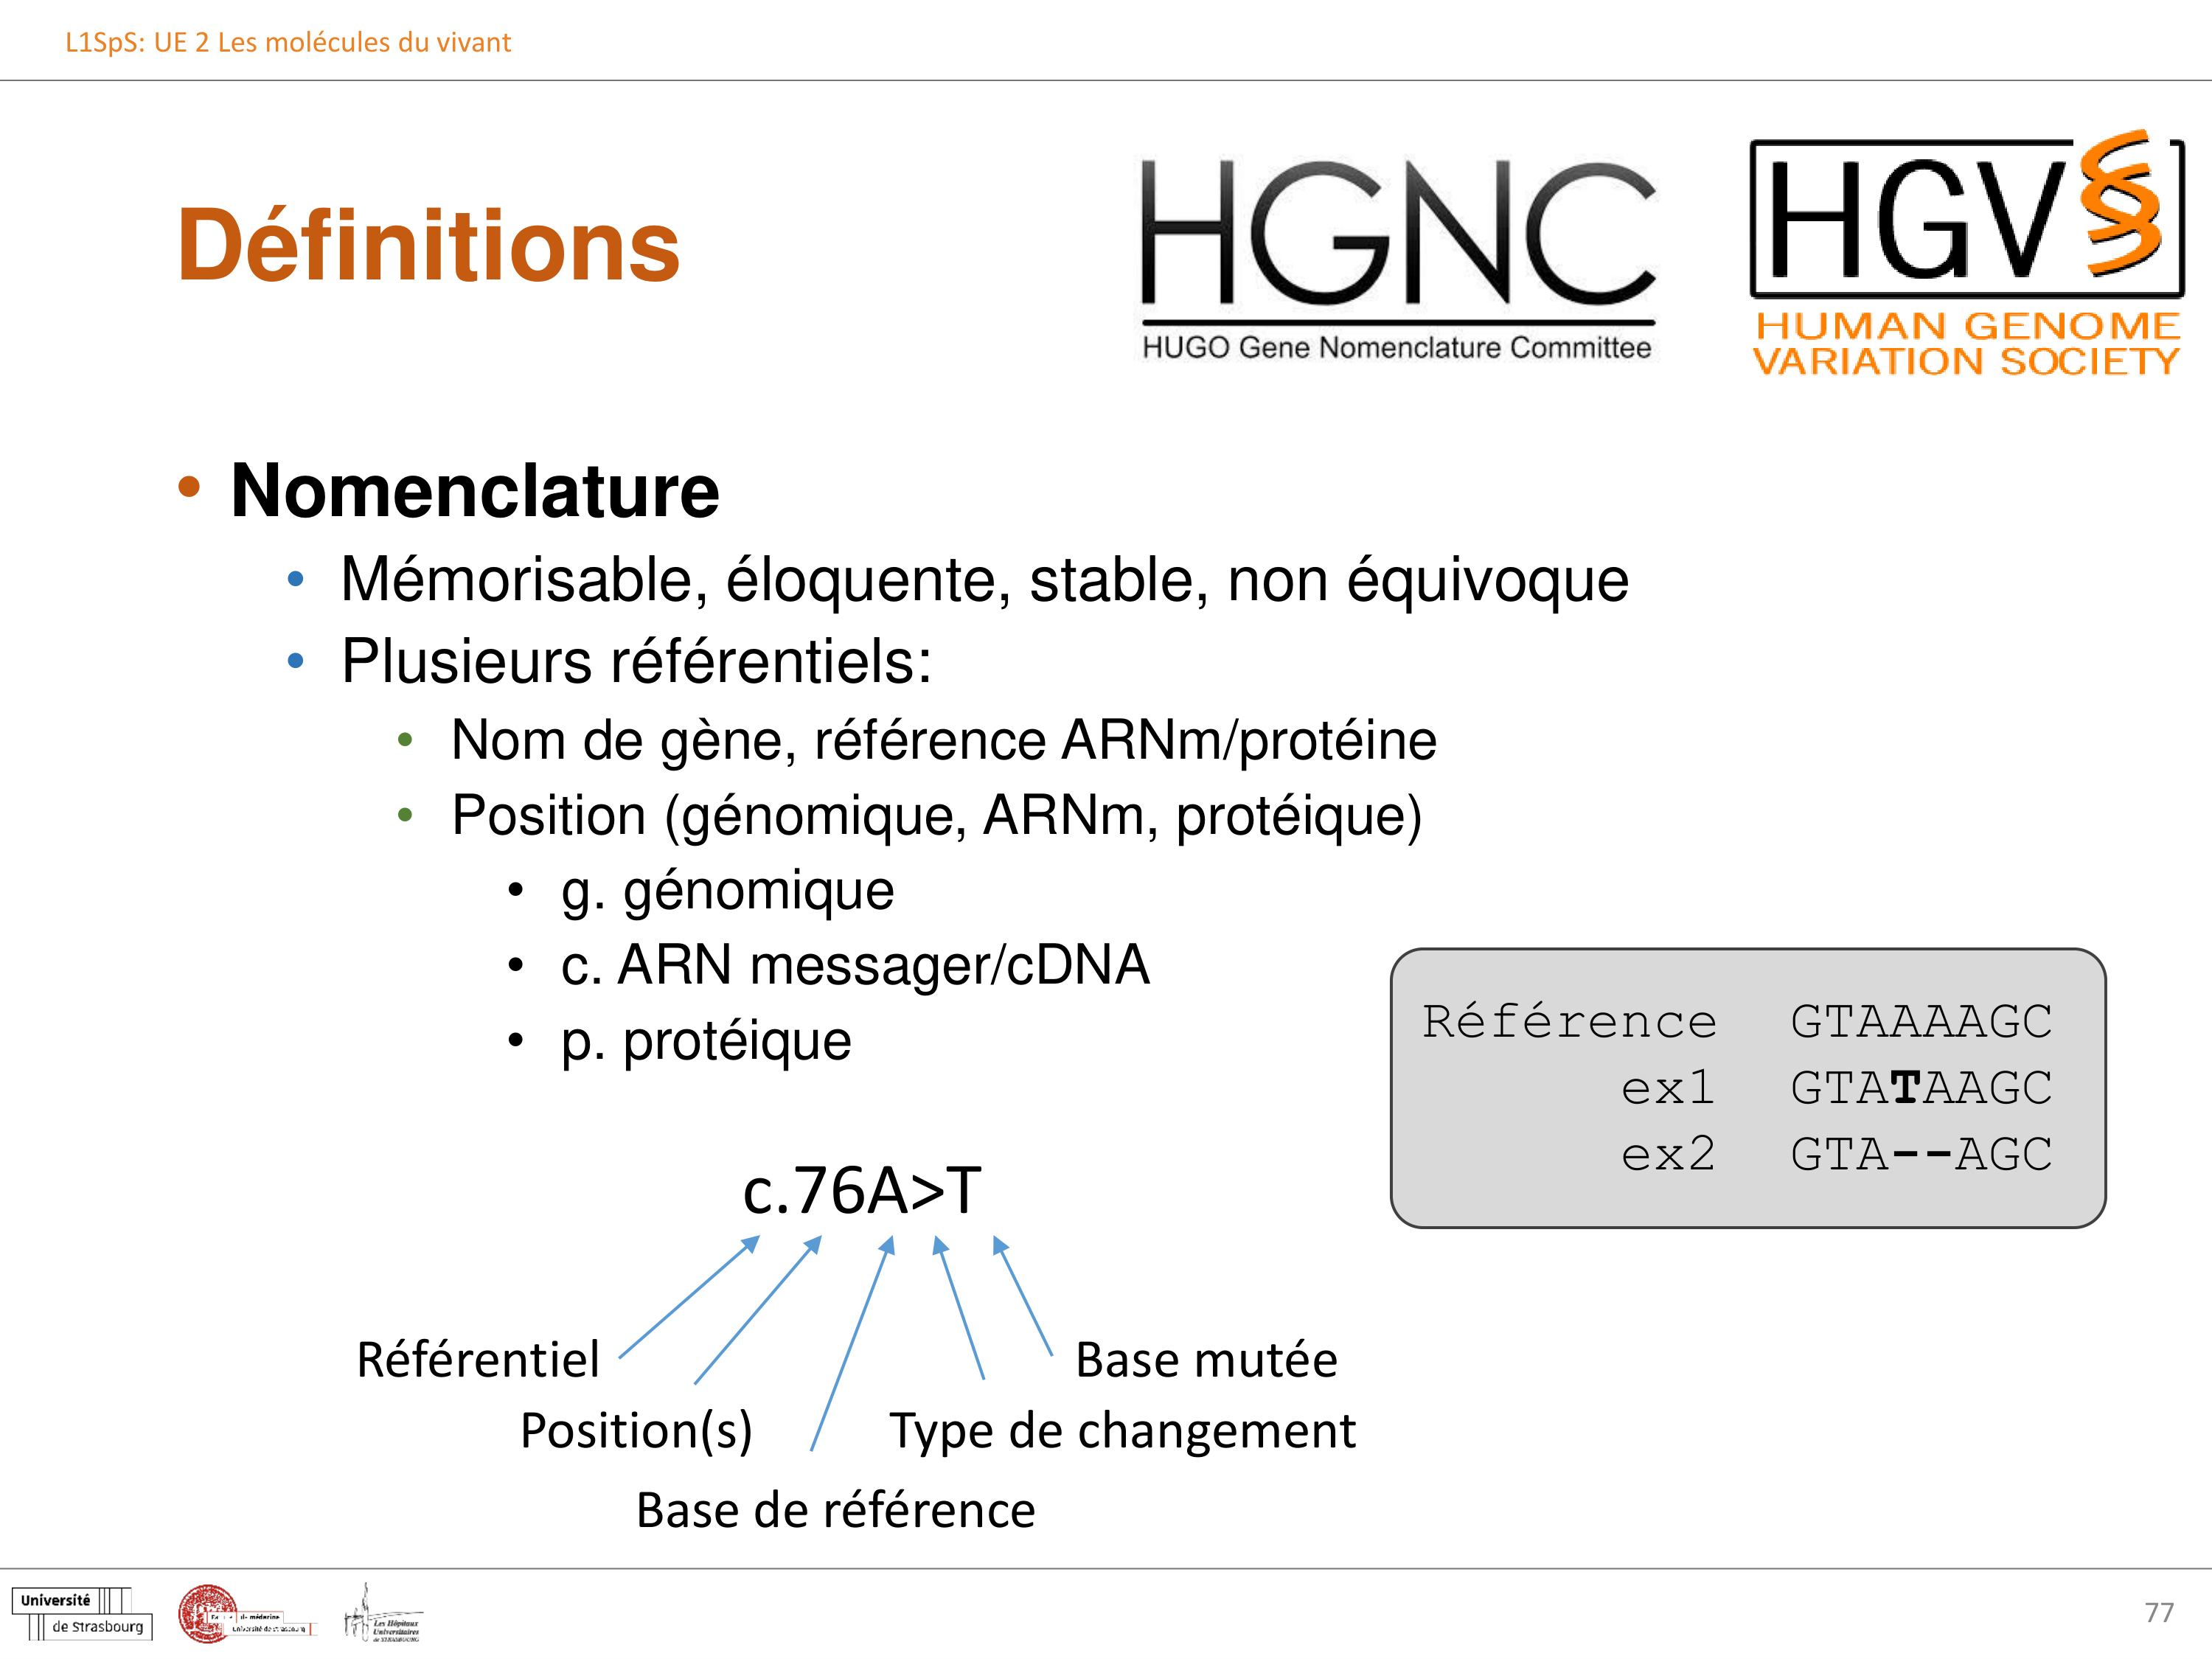 L1SpS: UE 2 Les molécules du vivant
Définitions
HGNC
HUGO Gene Nomenclature Committee
HGVS
HUMAN GENOME
VARIATION SOCIETY
• Nomenclature
• Mémorisable, éloquente, stable, non équivoque
• Plusieurs référentiels:
• Nom de gène, référence ARNm/protéine
• Position (génomique, ARNm, protéique)
• g. génomique
• c. ARN messager/cDNA
• p. protéique
Référence GTAAAAGC
ex1 GTATAAGC
ex2 GTA--AGC
c.76A>T
Référentiel
Base mutée
Position(s)
Type de changement
Base de référence
Université
de Strasbourg
de médecine
Université de Strasbourg
Les Hôpitaux
Universitaires
de STRASBOURG
77